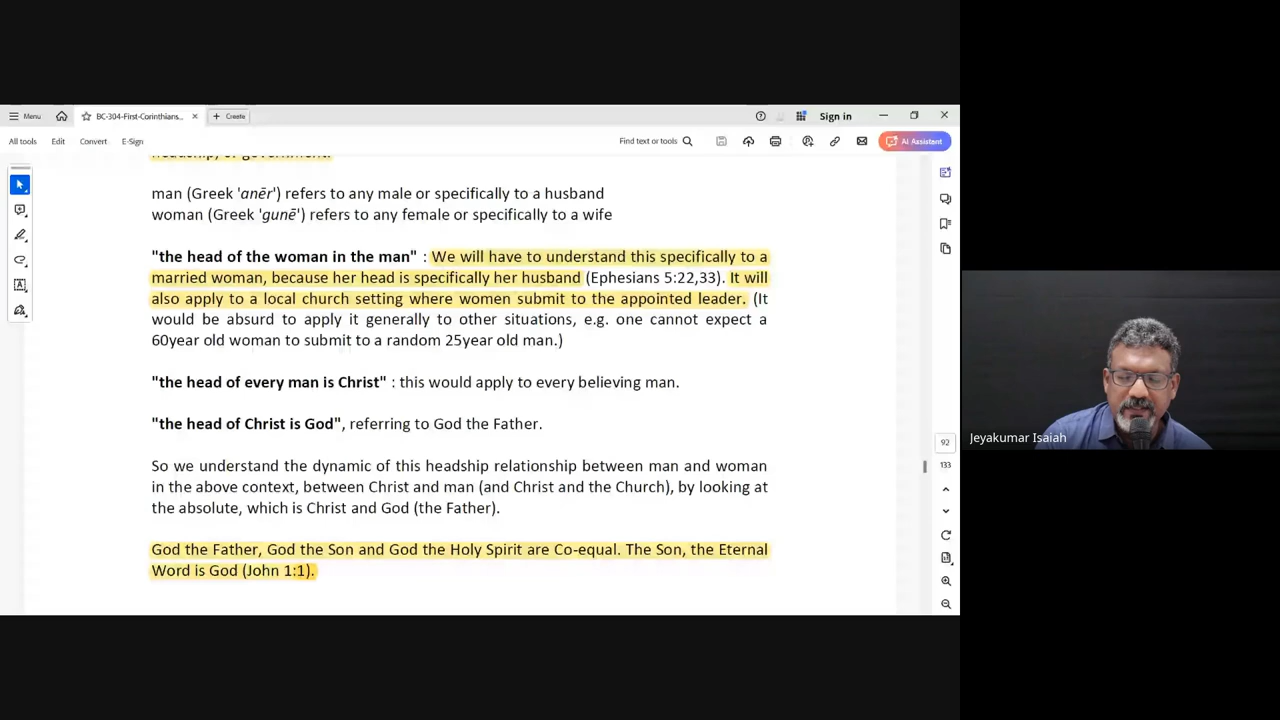 Menu
BC-304-First-Corinthians...
Create
Sign in
All tools
Edit
Convert
E-Sign
Find text or tools
AI Assistant
headship, or government.
man (Greek 'anēr') refers to any male or specifically to a husband
woman (Greek 'gunē') refers to any female or specifically to a wife
"the head of the woman in the man" : We will have to understand this specifically to a
married woman, because her head is specifically her husband (Ephesians 5:22,33). It will
also apply to a local church setting where women submit to the appointed leader. (It
would be absurd to apply it generally to other situations, e.g. one cannot expect a
60year old woman to submit to a random 25year old man.)
"the head of every man is Christ" : this would apply to every believing man.
"the head of Christ is God", referring to God the Father.
So we understand the dynamic of this headship relationship between man and woman
in the above context, between Christ and man (and Christ and the Church), by looking at
the absolute, which is Christ and God (the Father).
God the Father, God the Son and God the Holy Spirit are Co-equal. The Son, the Eternal
Word is God (John 1:1).
92
133
Jeyakumar Isaiah